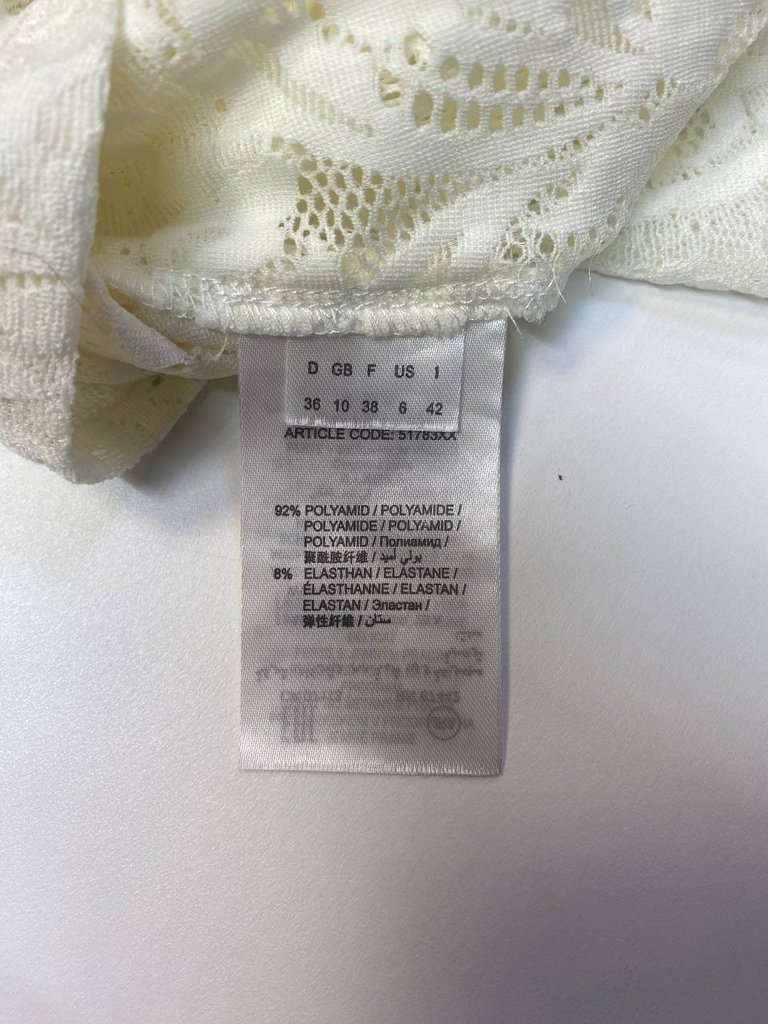 D GB F US I
36 10 38 6 42
ARTICLE CODE: 51783XX
92% POLYAMID / POLYAMIDE /
POLYAMIDE / POLYAMID /
POLYAMID / Полиамид /
聚酰胺纤维 / بولي أميد
8% ELASTHAN / ELASTANE /
ÉLASTHANNE / ELASTAN /
ELASTAN / Эластан /
弹性纤维 /